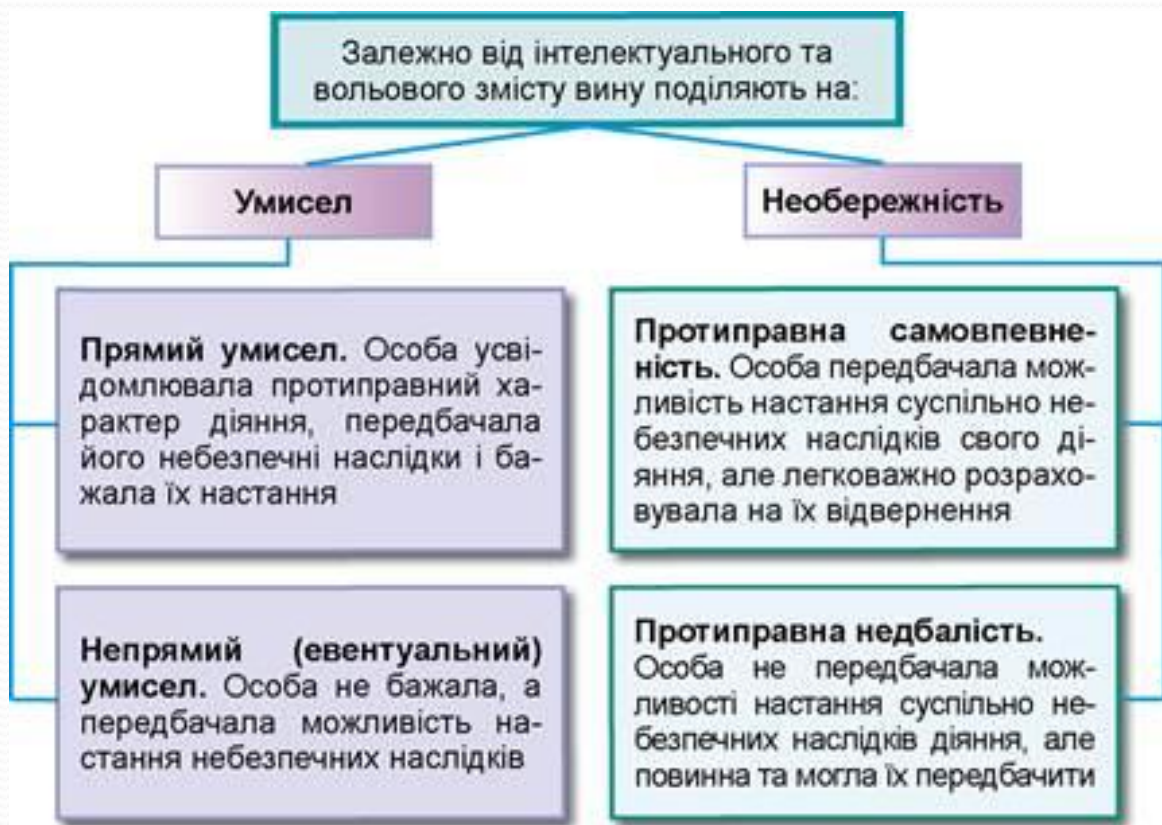 Залежно від інтелектуального та
вольового змісту вину поділяють на:
Умисел
Необережність
Прямий умисел. Особа усві-
домлювала протиправний ха-
рактер діяння, передбачала
його небезпечні наслідки і ба-
жала їх настання
Непрямий (евентуальний)
умисел. Особа не бажала, а
передбачала можливість на-
стання небезпечних наслідків
Протиправна самовпевне-
ність. Особа передбачала мож-
ливість настання суспільно не-
безпечних наслідків свого ді-
яння, але легковажно розрахо-
вувала на їх відвернення
Протиправна недбалість.
Особа не передбачала мож-
ливості настання суспільно не-
безпечних наслідків діяння, але
повинна та могла їх передбачити